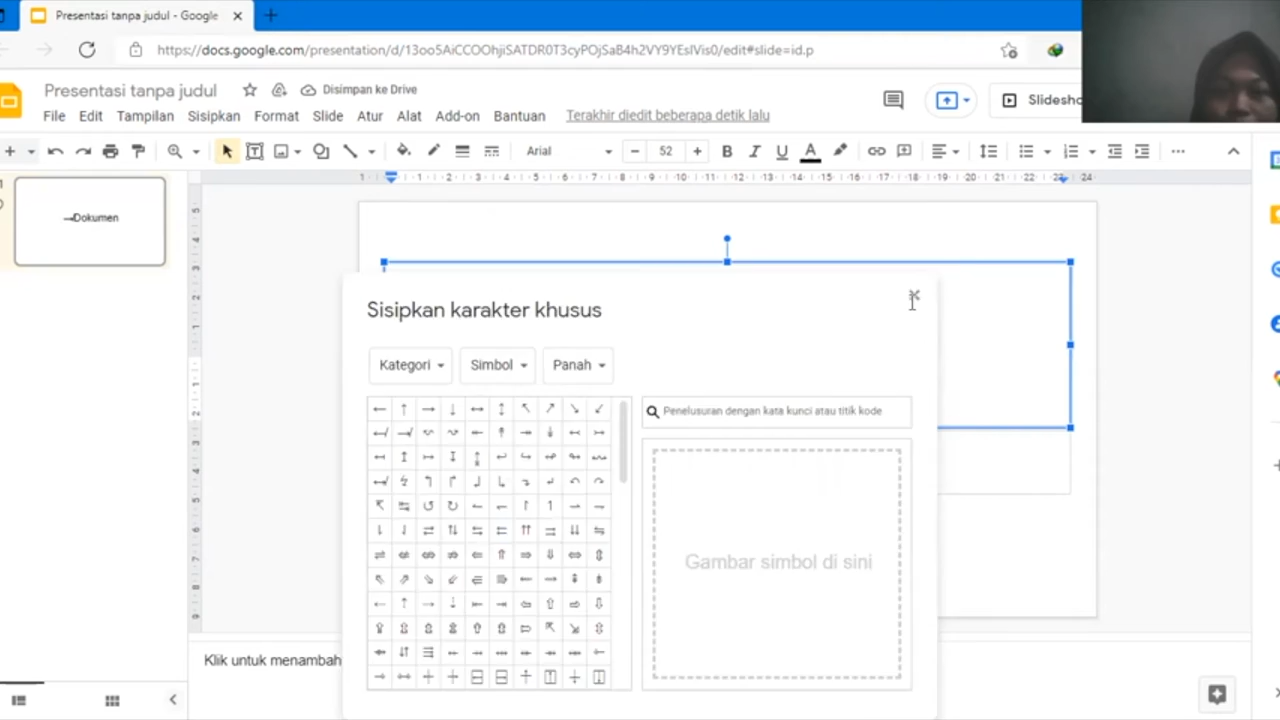 Presentasi tanpa judul - Google
https://docs.google.com/presentation/d/13oo5AiCCOOhjiSATDR0T3cyPOjSaB4h2VY9YEsIVis0/edit#slide=id.p
Presentasi tanpa judul
Disimpan ke Drive
Slidesho
File Edit Tampilan Sisipkan Format Slide Atur Alat Add-on Bantuan
Terakhir diedit beberapa detik lalu
Arial
52
→Dokumen
Sisipkan karakter khusus
Kategori Simbol Panah
Penelusuran dengan kata kunci atau titik kode
Gambar simbol di sini
Klik untuk menambah